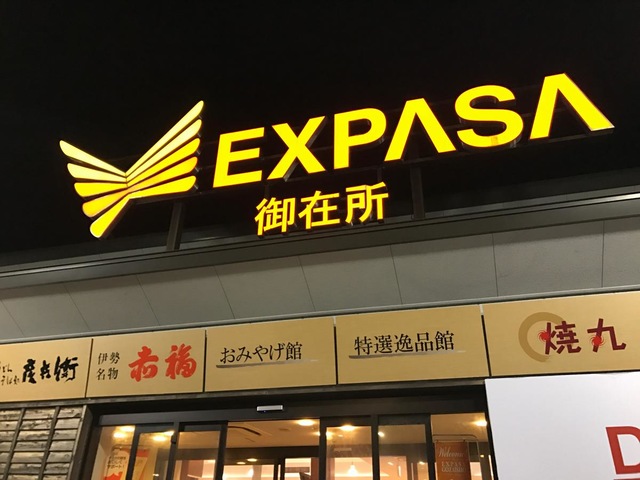 EXPASA
御在所
伊勢
名物
赤福
おみやげ館
特選逸品館
焼丸
Welcome
D